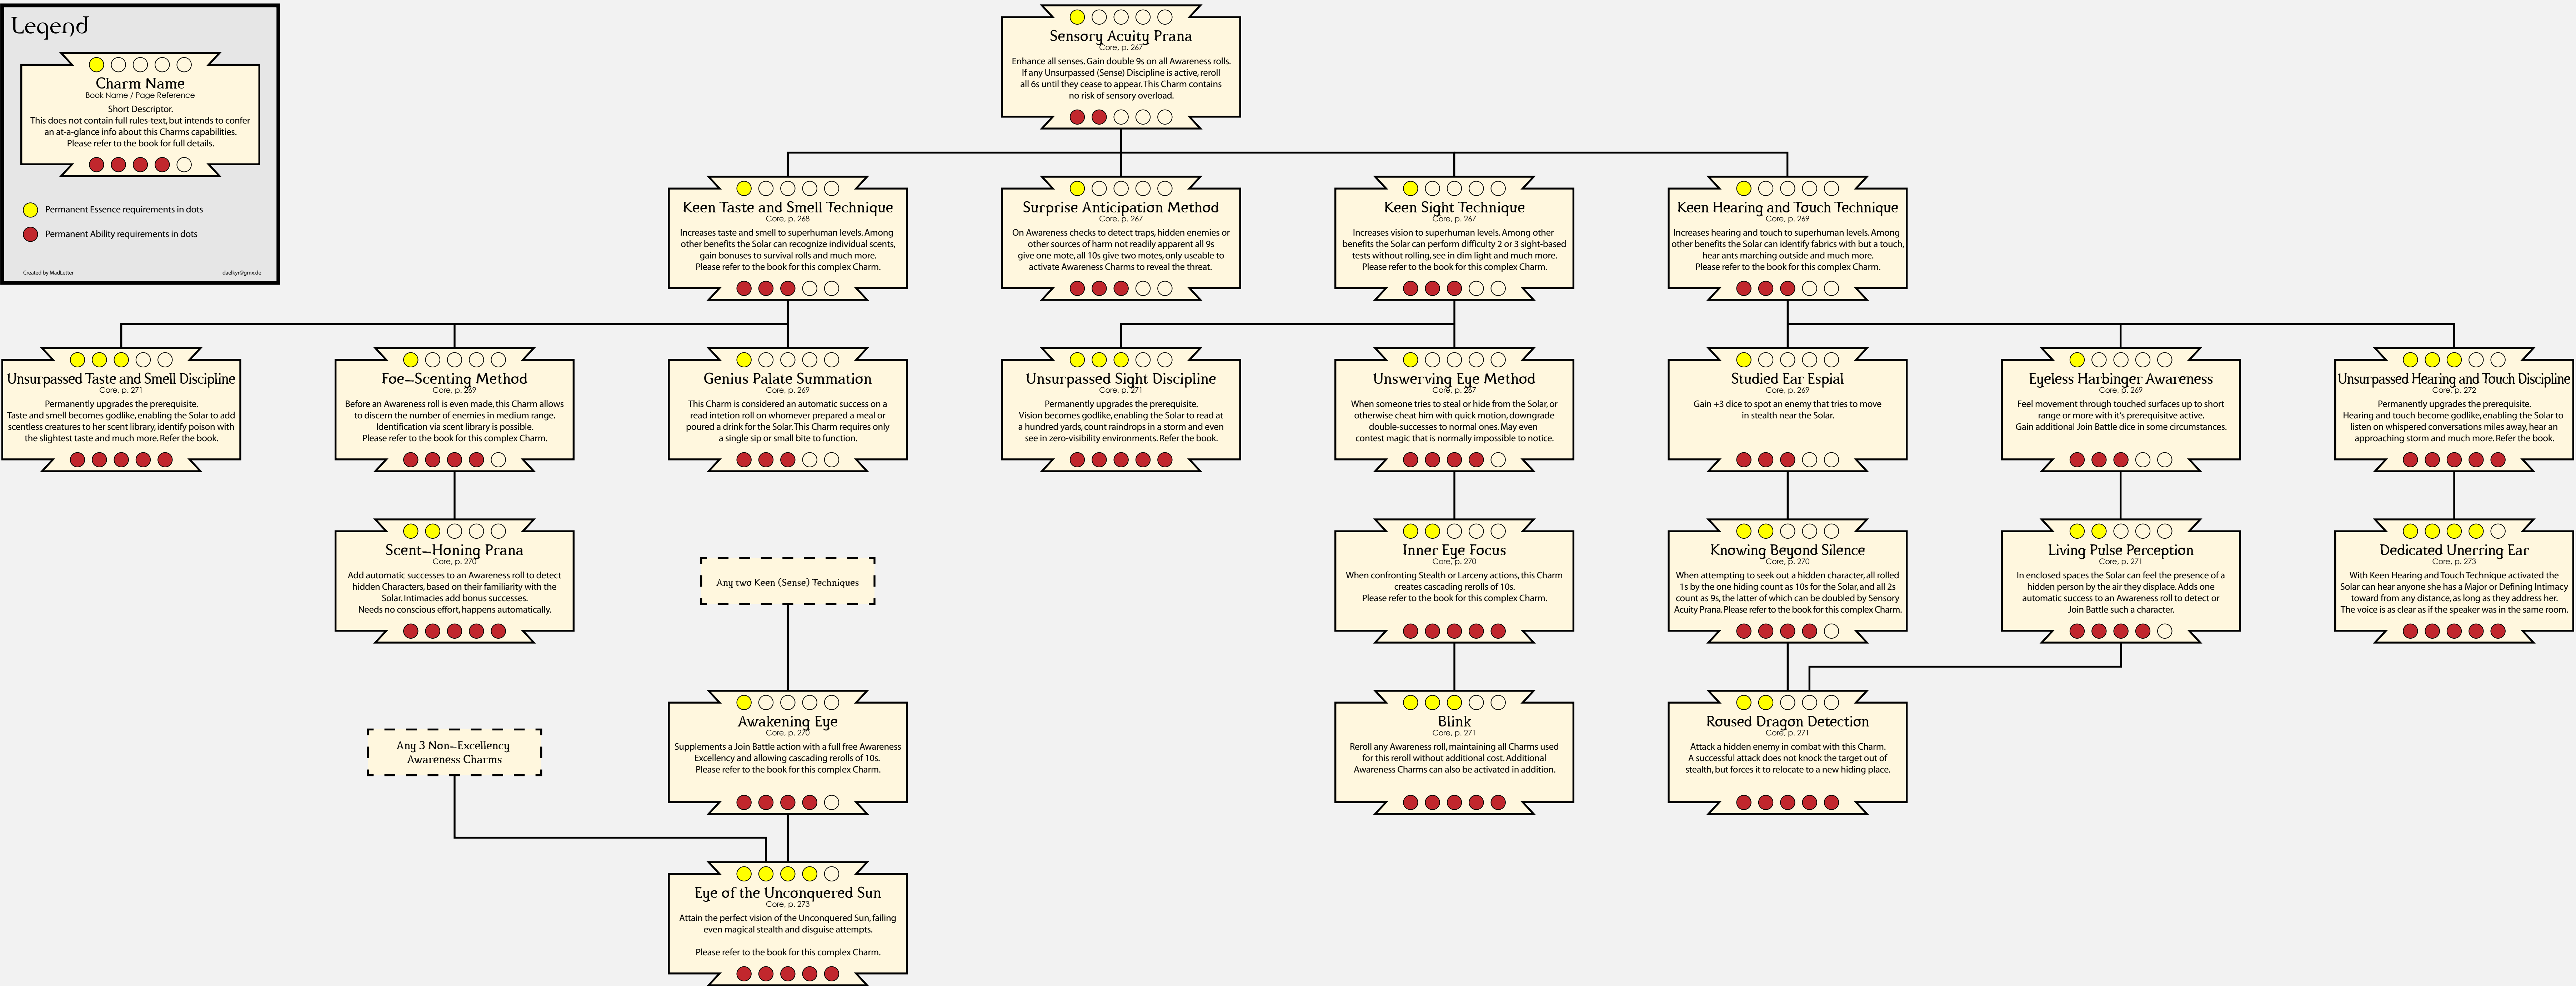 Legend
Charm Name
Book Name / Page Reference
Short Descriptor.
This does not contain full rules-text, but intends to confer
an at-a-glance info about this Charms capabilities.
Please refer to the book for full details.
Permanent Essence requirements in dots
Permanent Ability requirements in dots
Created by MadLetter
daelkyr@gmx.de
Sensory Acuity Prana
Core, p. 267
Enhance all senses. Gain double 9s on all Awareness rolls.
If any Unsurpassed (Sense) Discipline is active, reroll
all 6s until they cease to appear. This Charm contains
no risk of sensory overload.
Keen Taste and Smell Technique
Core, p. 268
Increases taste and smell to superhuman levels. Among
other benefits the Solar can recognize individual scents,
gain bonuses to survival rolls and much more.
Please refer to the book for this complex Charm.
Surprise Anticipation Method
Core, p. 267
On Awareness checks to detect traps, hidden enemies or
other sources of harm not readily apparent all 9s
give one mote, all 10s give two motes, only useable to
activate Awareness Charms to reveal the threat.
Keen Sight Technique
Core, p. 267
Increases vision to superhuman levels. Among other
benefits the Solar can perform difficulty 2 or 3 sight-based
tests without rolling, see in dim light and much more.
Please refer to the book for this complex Charm.
Keen Hearing and Touch Technique
Core, p. 269
Increases hearing and touch to superhuman levels. Among
other benefits the Solar can identify fabrics with but a touch,
hear ants marching outside and much more.
Please refer to the book for this complex Charm.
Unsurpassed Taste and Smell Discipline
Core, p. 271
Permanently upgrades the prerequisite.
Taste and smell becomes godlike, enabling the Solar to add
scentless creatures to her scent library, identify poison with
the slightest taste and much more. Refer the book.
Foe-Scenting Method
Core, p. 269
Before an Awareness roll is even made, this Charm allows
to discern the number of enemies in medium range.
Identification via scent library is possible.
Please refer to the book for this complex Charm.
Genius Palate Summation
Core, p. 269
This Charm is considered an automatic success on a
read intetion roll on whomever prepared a meal or
poured a drink for the Solar. This Charm requires only
a single sip or small bite to function.
Unsurpassed Sight Discipline
Core, p. 271
Permanently upgrades the prerequisite.
Vision becomes godlike, enabling the Solar to read at
a hundred yards, count raindrops in a storm and even
see in zero-visibility environments. Refer the book.
Unswerving Eye Method
Core, p. 267
When someone tries to steal or hide from the Solar, or
otherwise cheat him with quick motion, downgrade
double-successes to normal ones. May even
contest magic that is normally impossible to notice.
Studied Ear Espial
Core, p. 269
Gain +3 dice to spot an enemy that tries to move
in stealth near the Solar.
Eyeless Harbinger Awareness
Core, p. 269
Feel movement through touched surfaces up to short
range or more with it's prerequisitve active.
Gain additional Join Battle dice in some circumstances.
Unsurpassed Hearing and Touch Discipline
Core, p. 272
Permanently upgrades the prerequisite.
Hearing and touch become godlike, enabling the Solar to
listen on whispered conversations miles away, hear an
approaching storm and much more. Refer the book.
Scent-Honing Prana
Core, p. 270
Add automatic successes to an Awareness roll to detect
hidden Characters, based on their familiarity with the
Solar. Intimacies add bonus successes.
Needs no conscious effort, happens automatically.
Any two Keen (Sense) Techniques
Inner Eye Focus
Core, p. 270
When confronting Stealth or Larceny actions, this Charm
creates cascading rerolls of 10s.
Please refer to the book for this complex Charm.
Knowing Beyond Silence
Core, p. 270
When attempting to seek out a hidden character, all rolled
1s by the one hiding count as 10s for the Solar, and all 2s
count as 9s, the latter of which can be doubled by Sensory
Acuity Prana. Please refer to the book for this complex Charm.
Living Pulse Perception
Core, p. 271
In enclosed spaces the Solar can feel the presence of a
hidden person by the air they displace. Adds one
automatic success to an Awareness roll to detect or
Join Battle such a character.
Dedicated Unerring Ear
Core, p. 273
With Keen Hearing and Touch Technique activated the
Solar can hear anyone she has a Major or Defining Intimacy
toward from any distance, as long as they address her.
The voice is as clear as if the speaker was in the same room.
Any 3 Non-Excellency
Awareness Charms
Awakening Eye
Core, p. 270
Supplements a Join Battle action with a full free Awareness
Excellency and allowing cascading rerolls of 10s.
Please refer to the book for this complex Charm.
Blink
Core, p. 271
Reroll any Awareness roll, maintaining all Charms used
for this reroll without additional cost. Additional
Awareness Charms can also be activated in addition.
Roused Dragon Detection
Core, p. 271
Attack a hidden enemy in combat with this Charm.
A successful attack does not knock the target out of
stealth, but forces it to relocate to a new hiding place.
Eye of the Unconquered Sun
Core, p. 273
Attain the perfect vision of the Unconquered Sun, failing
even magical stealth and disguise attempts.
Please refer to the book for this complex Charm.